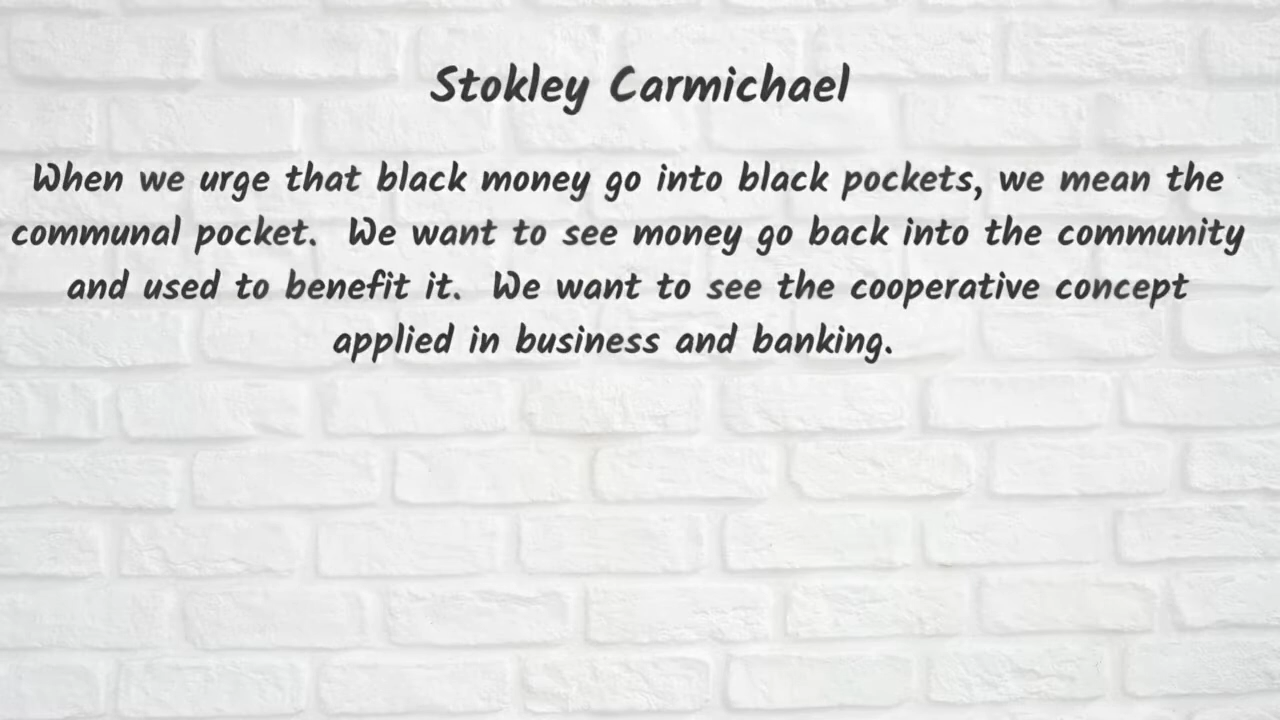 Stokley Carmichael
When we urge that black money go into black pockets, we mean the
communal pocket.  We want to see money go back into the community
and used to benefit it.  We want to see the cooperative concept
applied in business and banking.